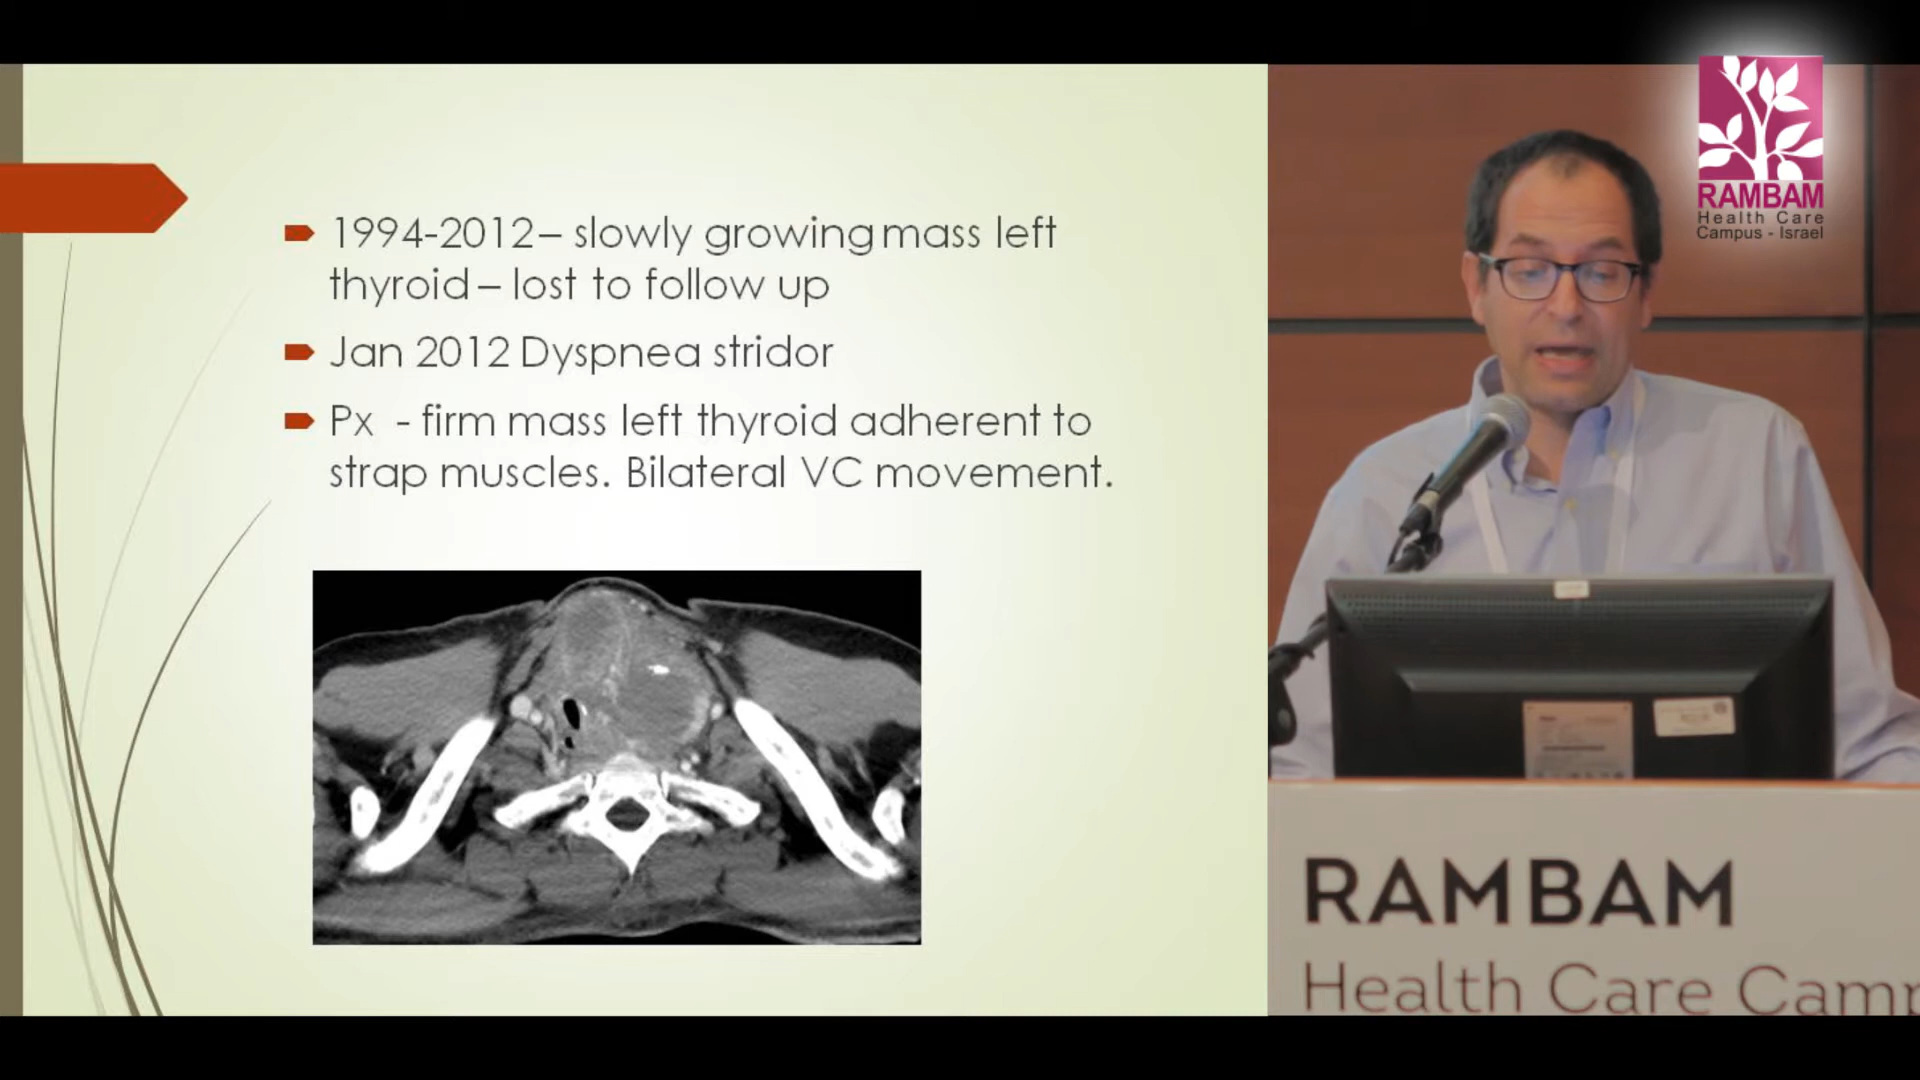 1994-2012 – slowly growing mass left
thyroid – lost to follow up
Jan 2012 Dyspnea stridor
Px - firm mass left thyroid adherent to
strap muscles. Bilateral VC movement.
RAMBAM
Health Care
Campus - Israel
RAMBAM
Health Care Camp